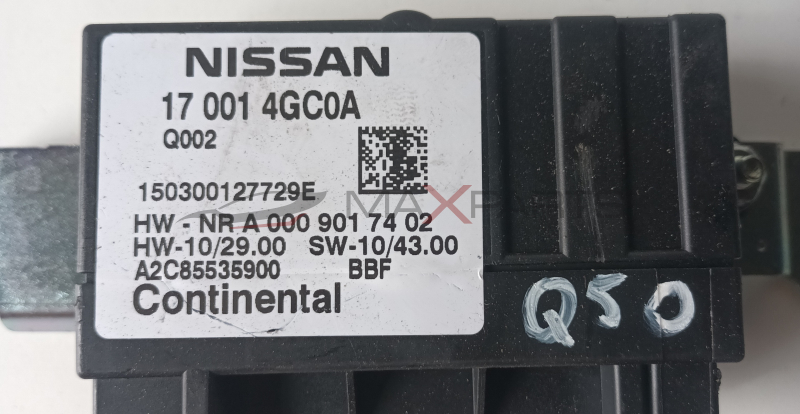 NISSAN
17 001 4GC0A
Q002
150300127729E
MAXPARTS
HW - NR A 000 901 74 02
HW-10/29.00 SW-10/43.00
A2C85535900 BBF
Continental
Q50